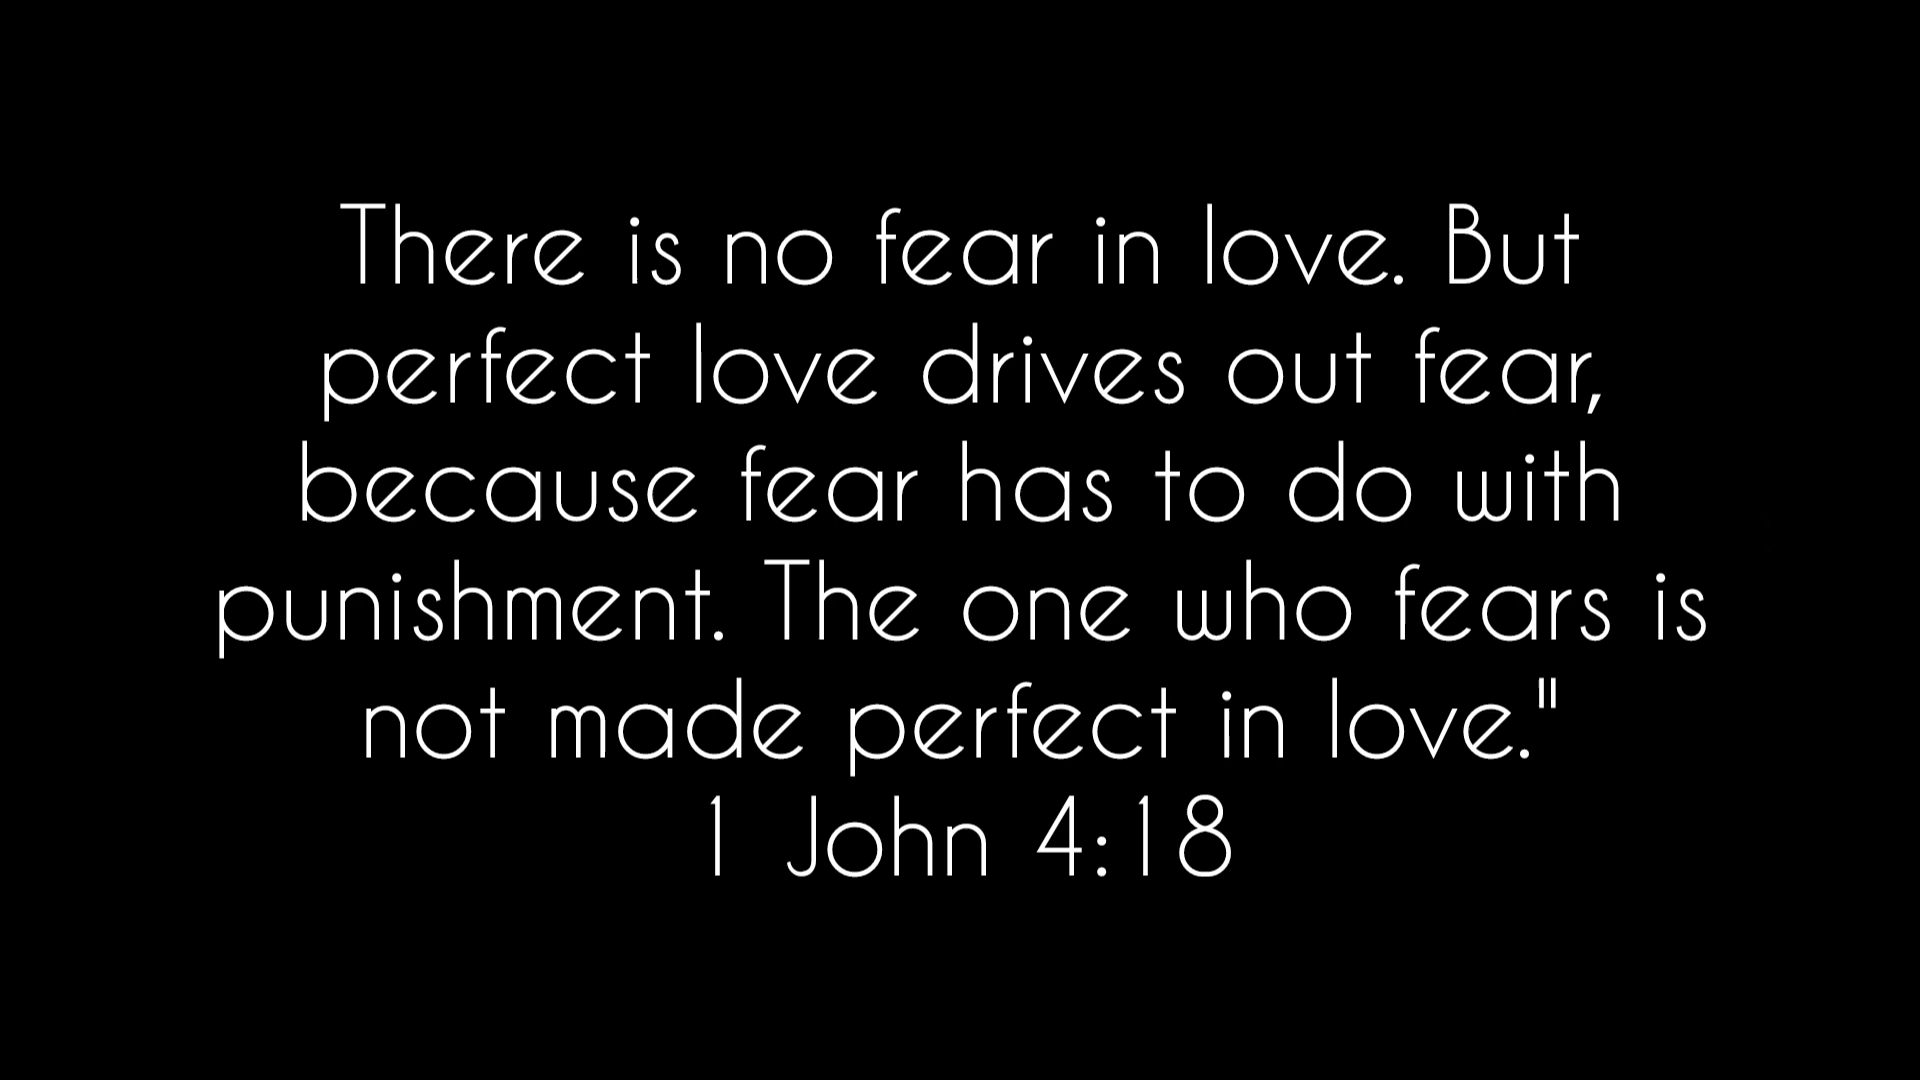 There is no fear in love. But
perfect love drives out fear,
because fear has to do with
punishment. The one who fears is
not made perfect in love."
1 John 4:18